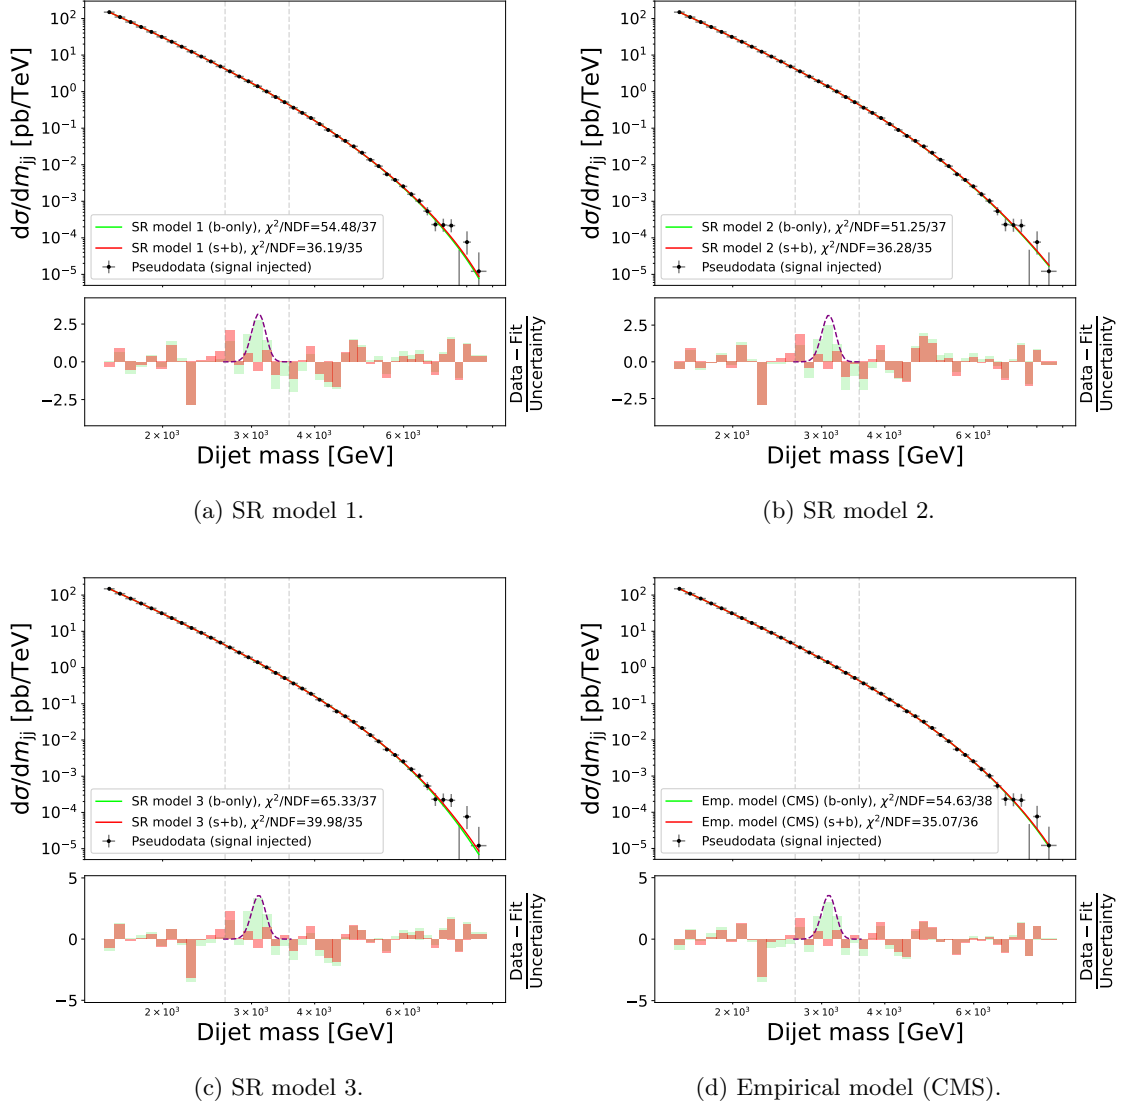 10²
10¹
10⁰
10⁻¹
10⁻²
10⁻³
10⁻⁴
10⁻⁵
dσ/dm_jj [pb/TeV]
SR model 1 (b-only), χ²/NDF=54.48/37
SR model 1 (s+b), χ²/NDF=36.19/35
Pseudodata (signal injected)
2.5
0.0
−2.5
Data − Fit
Uncertainty
2 × 10³ 3 × 10³ 4 × 10³ 6 × 10³
Dijet mass [GeV]
(a) SR model 1.
10²
10¹
10⁰
10⁻¹
10⁻²
10⁻³
10⁻⁴
10⁻⁵
dσ/dm_jj [pb/TeV]
SR model 2 (b-only), χ²/NDF=51.25/37
SR model 2 (s+b), χ²/NDF=36.28/35
Pseudodata (signal injected)
2.5
0.0
−2.5
Data − Fit
Uncertainty
2 × 10³ 3 × 10³ 4 × 10³ 6 × 10³
Dijet mass [GeV]
(b) SR model 2.
10²
10¹
10⁰
10⁻¹
10⁻²
10⁻³
10⁻⁴
10⁻⁵
dσ/dm_jj [pb/TeV]
SR model 3 (b-only), χ²/NDF=65.33/37
SR model 3 (s+b), χ²/NDF=39.98/35
Pseudodata (signal injected)
5
0
−5
Data − Fit
Uncertainty
2 × 10³ 3 × 10³ 4 × 10³ 6 × 10³
Dijet mass [GeV]
(c) SR model 3.
10²
10¹
10⁰
10⁻¹
10⁻²
10⁻³
10⁻⁴
10⁻⁵
dσ/dm_jj [pb/TeV]
Emp. model (CMS) (b-only), χ²/NDF=54.63/38
Emp. model (CMS) (s+b), χ²/NDF=35.07/36
Pseudodata (signal injected)
5
0
−5
Data − Fit
Uncertainty
2 × 10³ 3 × 10³ 4 × 10³ 6 × 10³
Dijet mass [GeV]
(d) Empirical model (CMS).